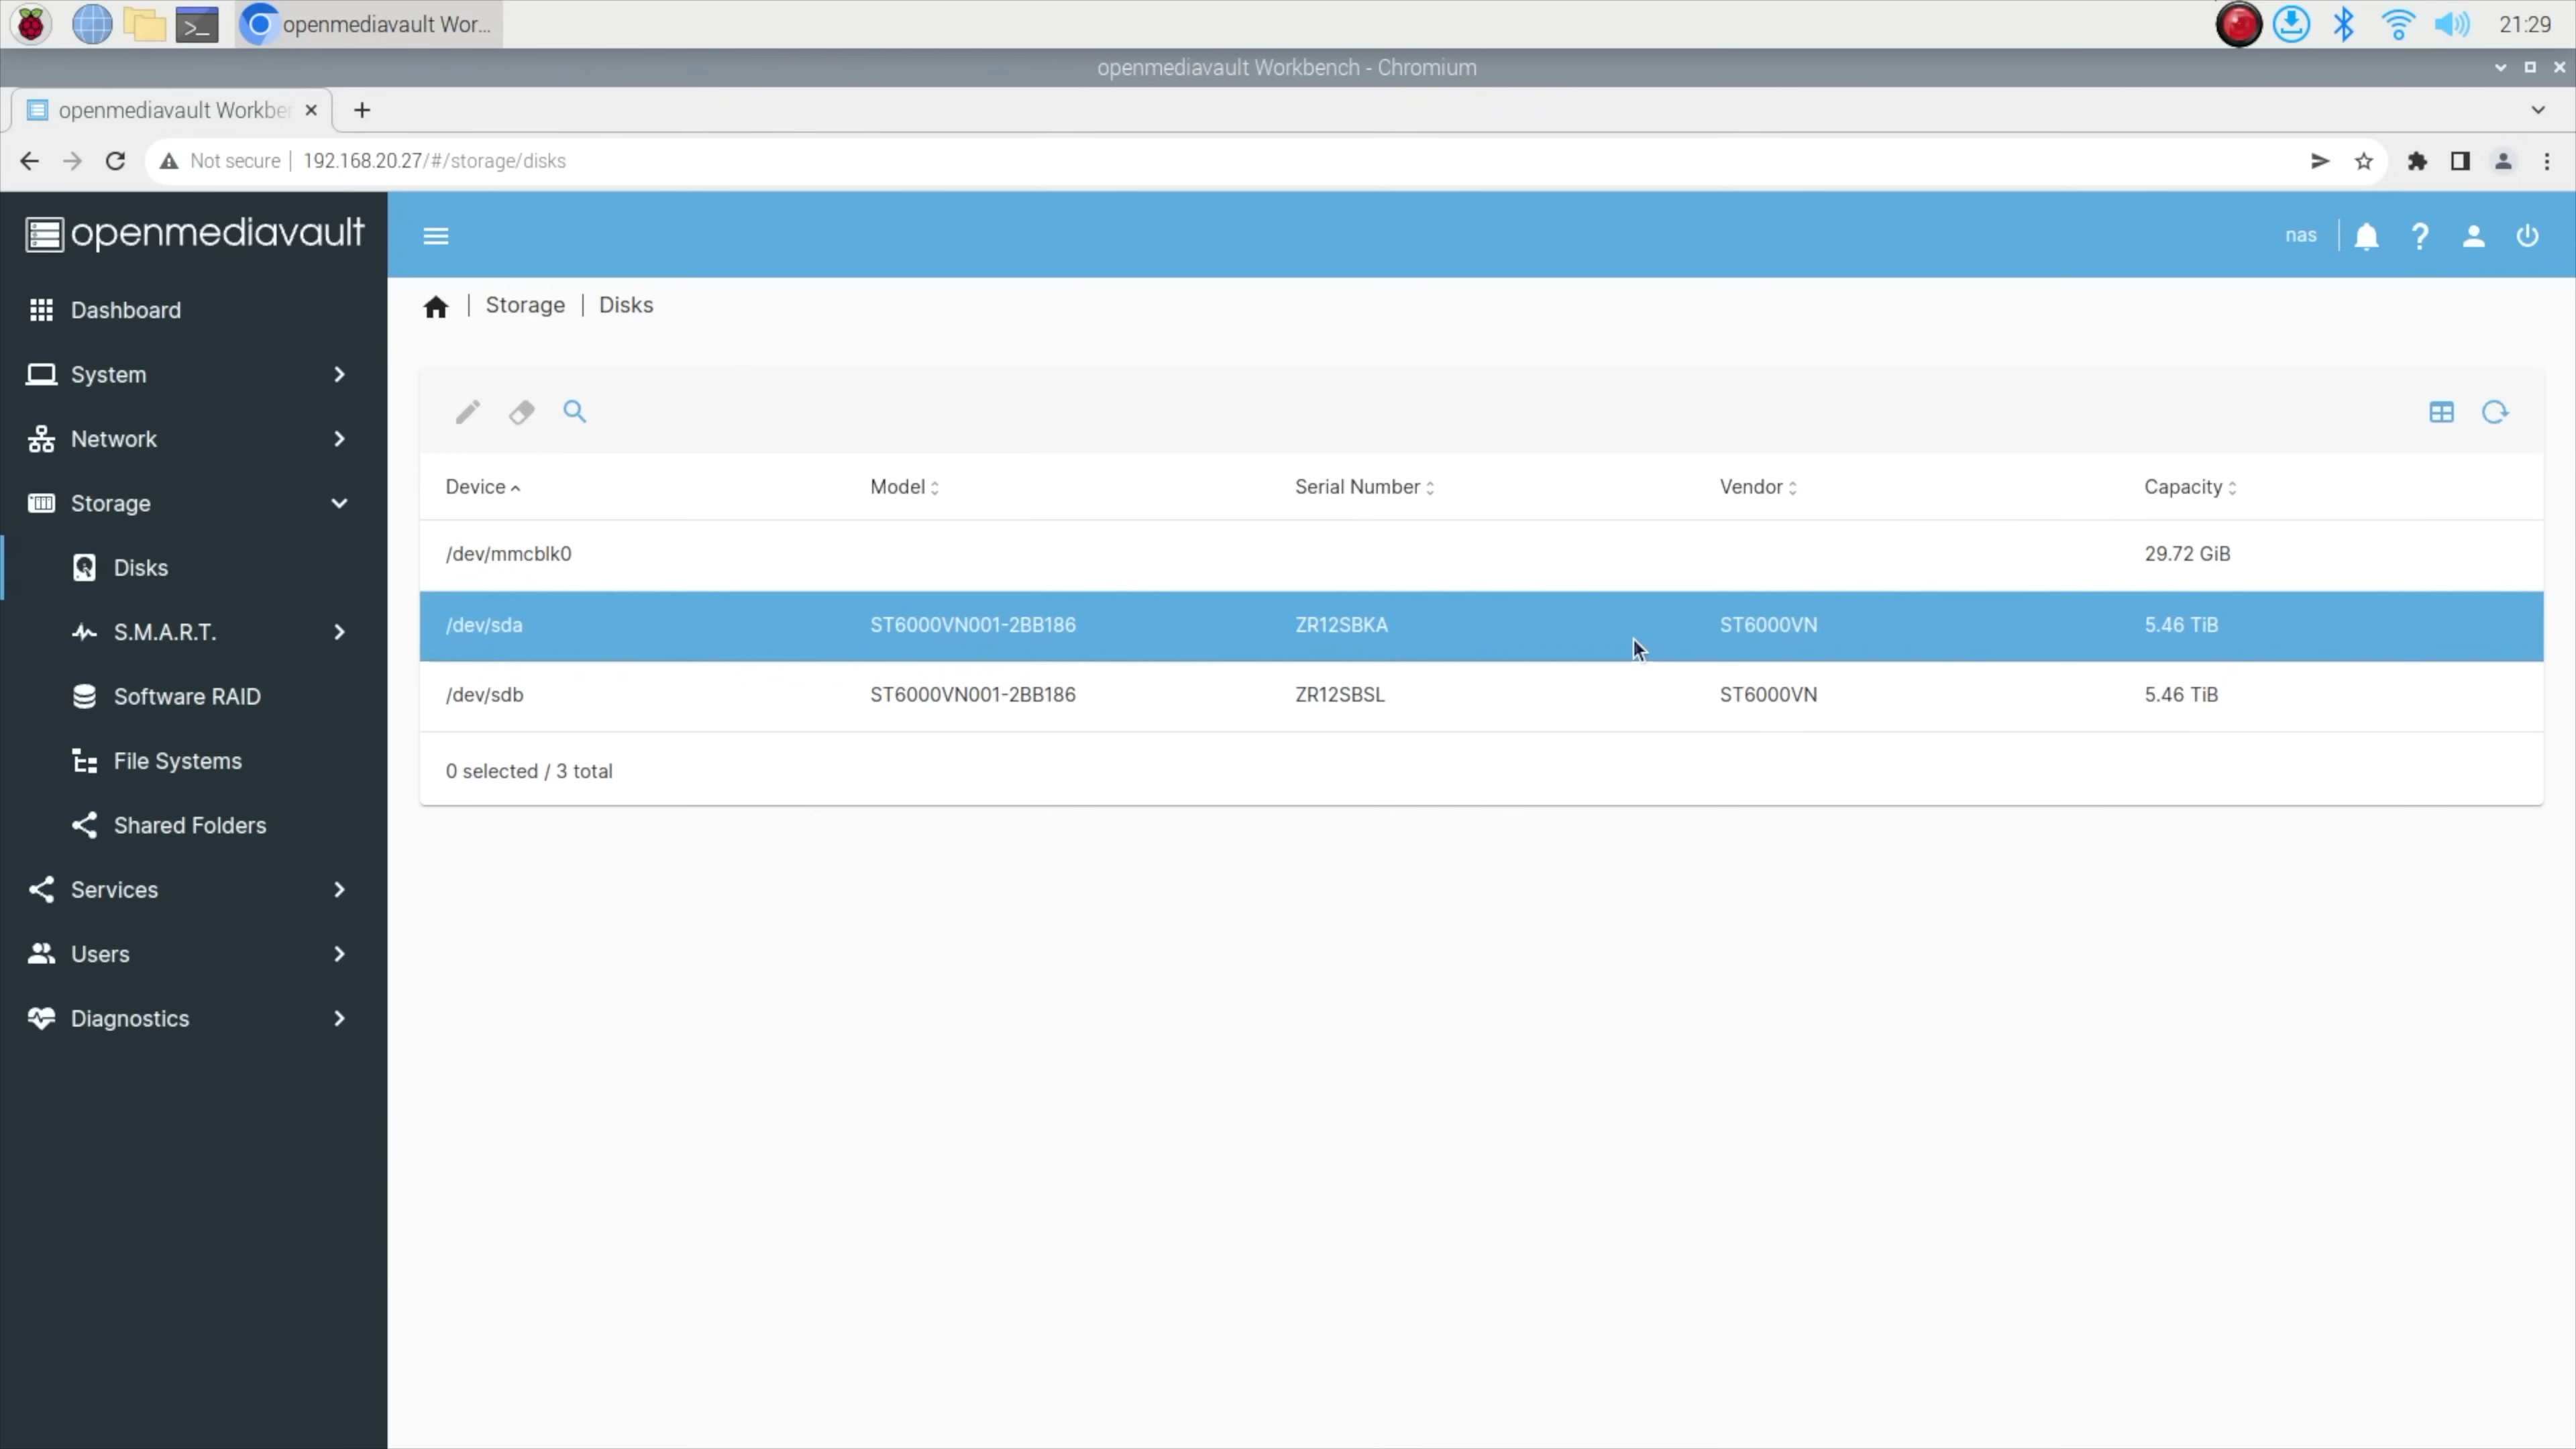 openmediavault Wor...
21:29
openmediavault Workbench - Chromium
openmediavault Workber
Not secure | 192.168.20.27/#/storage/disks
openmediavault
nas
Dashboard
System
Network
Storage
Disks
S.M.A.R.T.
Software RAID
File Systems
Shared Folders
Services
Users
Diagnostics
| Storage | Disks
Device Model Serial Number Vendor Capacity
/dev/mmcblk0 29.72 GiB
/dev/sda ST6000VN001-2BB186 ZR12SBKA ST6000VN 5.46 TiB
/dev/sdb ST6000VN001-2BB186 ZR12SBSL ST6000VN 5.46 TiB
0 selected / 3 total